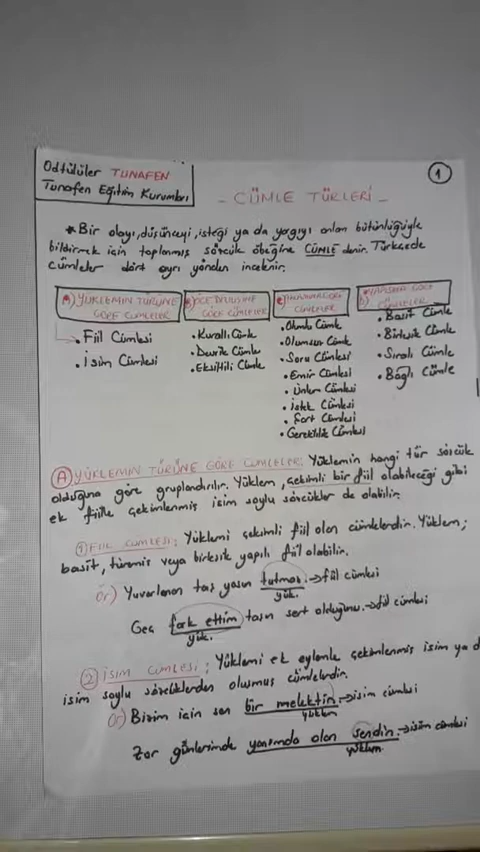 Odtülüler TUNAFEN
Tunafen Eğitim Kurumları
1
- CÜMLE TÜRLERİ -
* Bir olayı, düşünceyi, isteği ya da yargıyı anlam bütünlüğüyle
bildirmek için toplanmış sözcük öbeğine CÜMLE denir. Türkçede
cümleler dört ayrı yönden incelenir.
A) YÜKLEMİN TÜRÜNE GÖRE CÜMLELER
• Fiil Cümlesi
• İsim Cümlesi
GÖRE CÜMLELER
• Kurallı Cümle
• Devrik Cümle
• Eksiltili Cümle
CÜMLELER
• Olumlu Cümle
• Olumsuz Cümle
• Soru Cümlesi
• Emir Cümlesi
• Ünlem Cümlesi
• İstek Cümlesi
• Şart Cümlesi
• Gereklilik Cümlesi
GÖRE CÜMLELER
• Basit Cümle
• Birleşik Cümle
• Sıralı Cümle
• Bağlı Cümle
A) YÜKLEMİN TÜRÜNE GÖRE CÜMLELER: Yüklemin hangi tür sözcük
olduğuna göre gruplandırılır. Yüklem, çekimli bir fiil olabileceği gibi
ek fiille çekimlenmiş isim soylu sözcükler de olabilir.
1) FİİL CÜMLESİ: Yüklemi çekimli fiil olan cümlelerdir. Yüklem;
basit, türemiş veya birleşik yapılı fiil olabilir.
Ör) Yuvarlanan taş yosun tutmaz. → fiil cümlesi
yük.
Geç fark ettim taşın sert olduğunu. → fiil cümlesi
yük.
2) İSİM CÜMLESİ: Yüklemi ek eylemle çekimlenmiş isim ya da
isim soylu sözcüklerden oluşmuş cümlelerdir.
Ör) Bizim için sen bir melektin. → isim cümlesi
yüklem
Zor günlerimde yanımda olan sendin. → isim cümlesi
yüklem